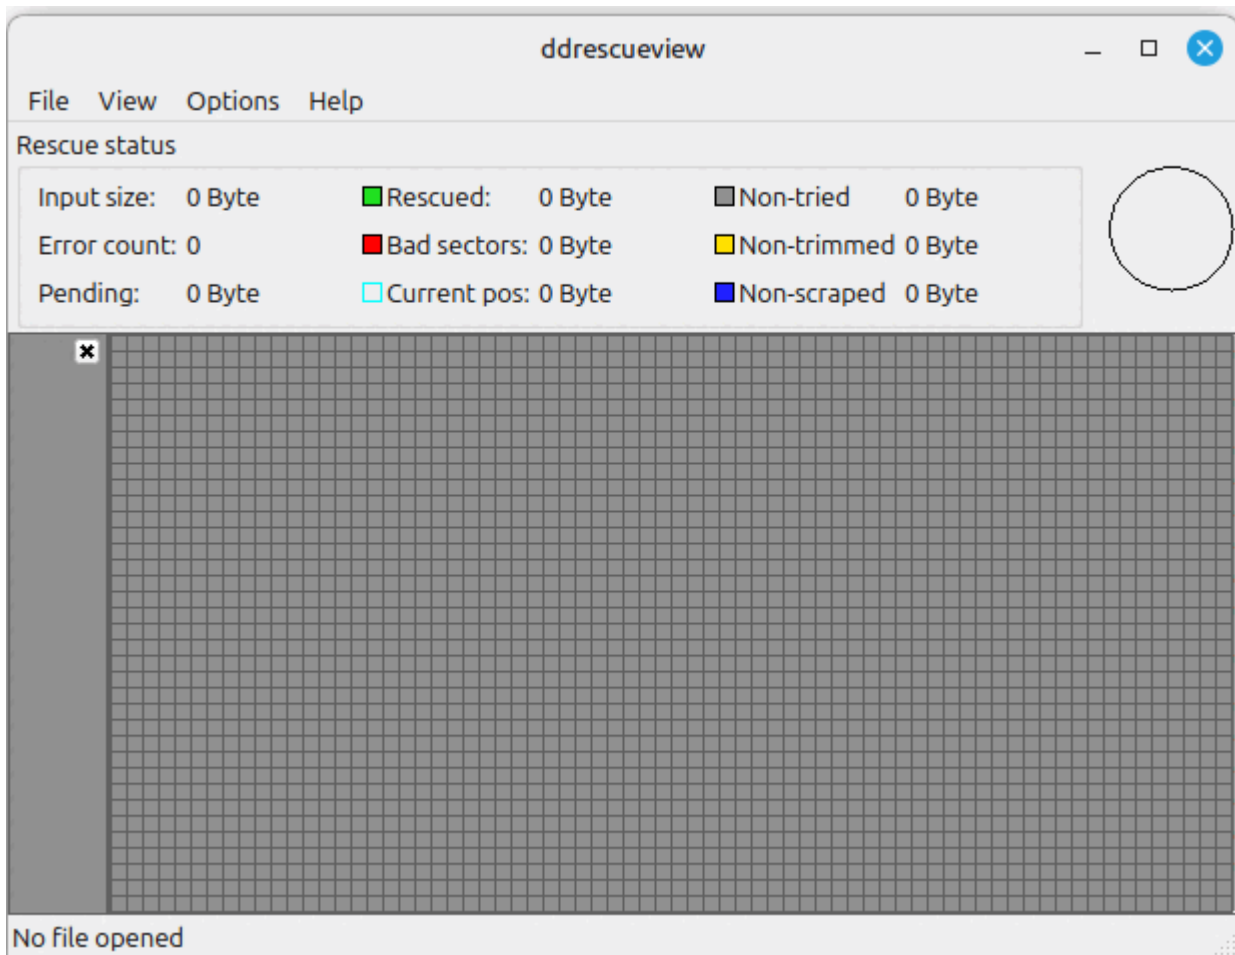 ddrescueview
File View Options Help
Rescue status
Input size: 0 Byte Rescued: 0 Byte Non-tried 0 Byte
Error count: 0 Bad sectors: 0 Byte Non-trimmed 0 Byte
Pending: 0 Byte Current pos: 0 Byte Non-scraped 0 Byte
No file opened